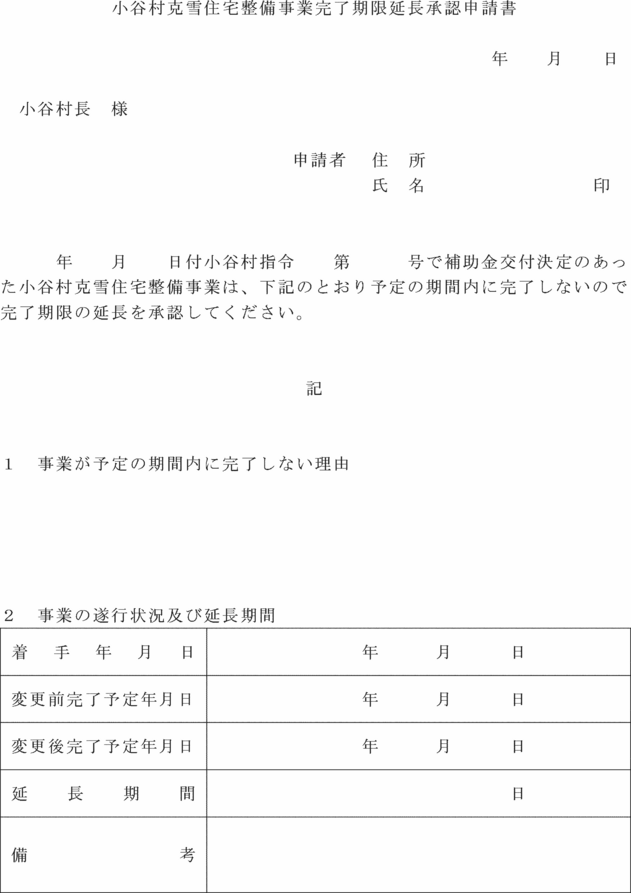 小谷村克雪住宅整備事業完了期限延長承認申請書
年　　月　　日
小谷村長　様
申請者　住　所
氏　名　　　　　　　　　印
年　　月　　日付小谷村指令　　第　　　号で補助金交付決定のあっ
た小谷村克雪住宅整備事業は、下記のとおり予定の期間内に完了しないので
完了期限の延長を承認してください。
記
１　事業が予定の期間内に完了しない理由
２　事業の遂行状況及び延長期間
着　手　年　月　日　　　　　　　年　　　月　　　日
変更前完了予定年月日　　　　　　　年　　　月　　　日
変更後完了予定年月日　　　　　　　年　　　月　　　日
延　長　期　間　　　　　　　日
備　　　考